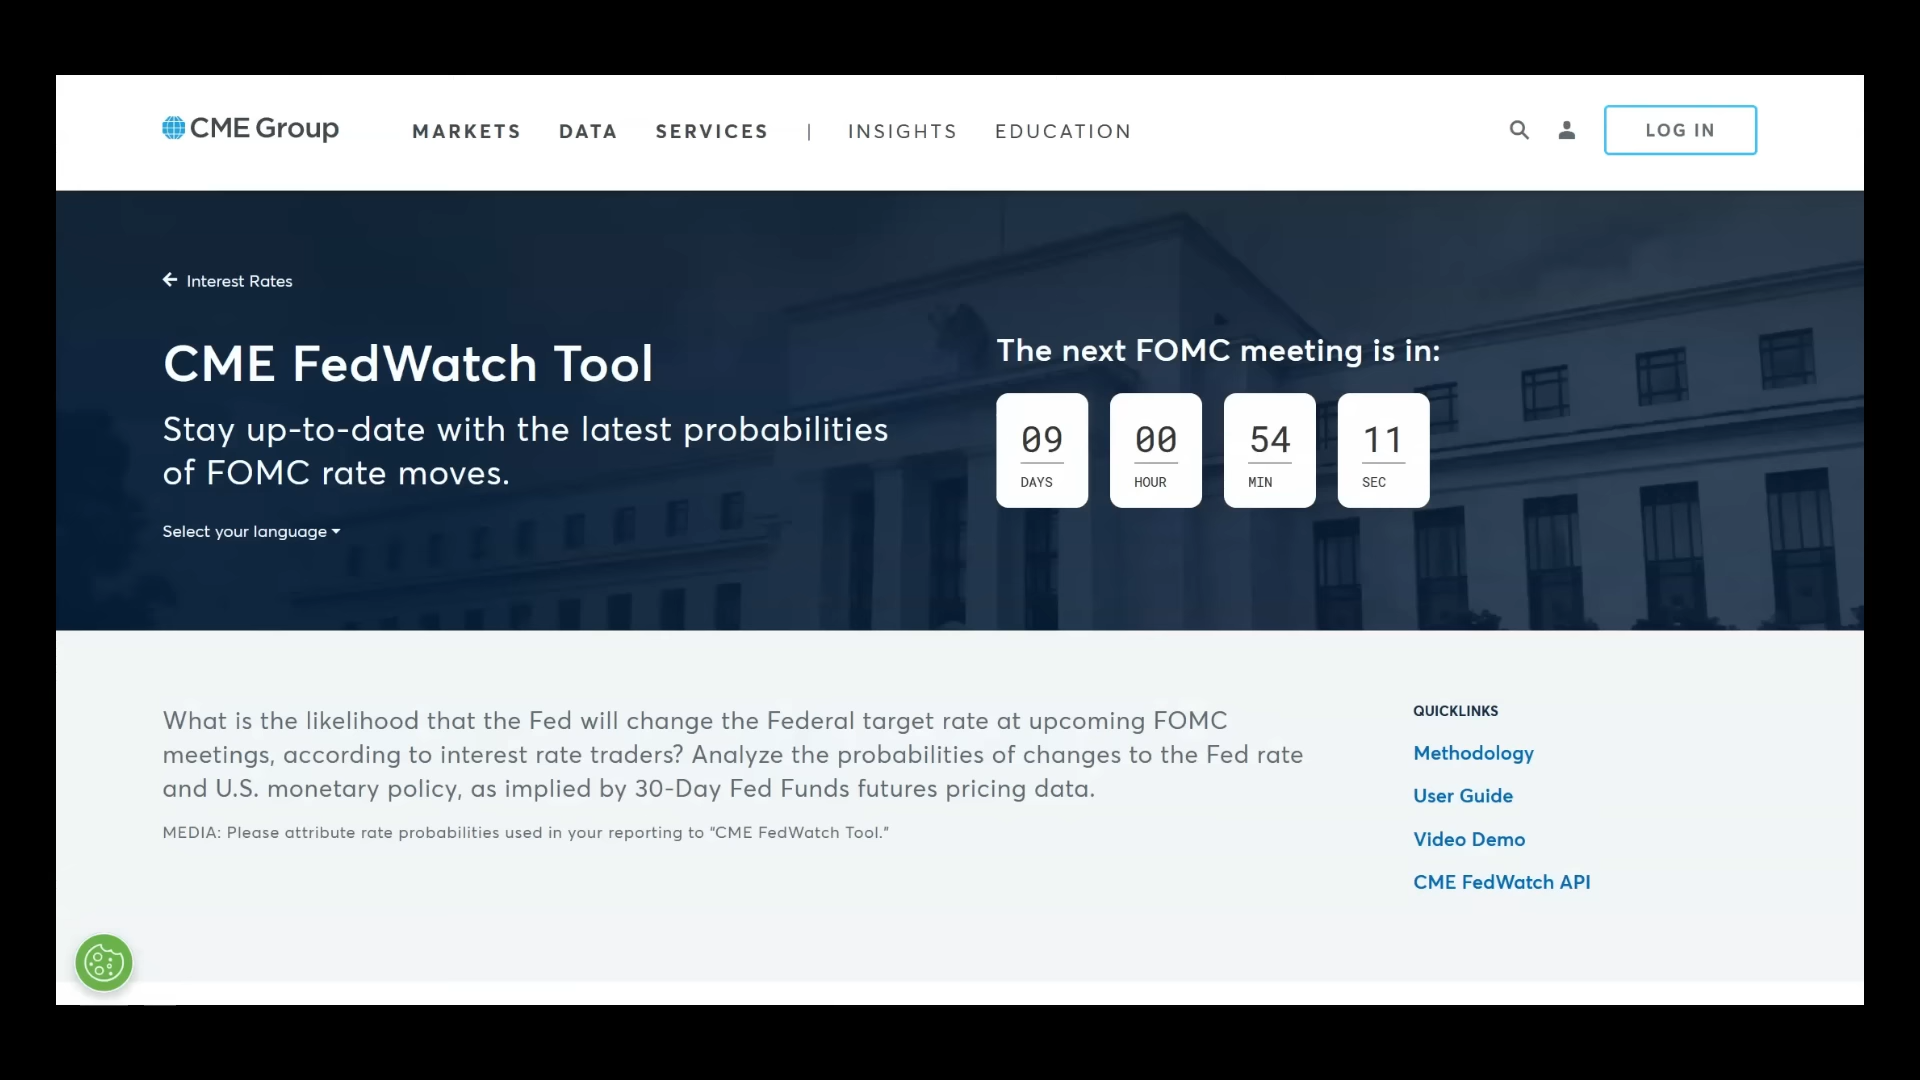 CME Group
MARKETS DATA SERVICES | INSIGHTS EDUCATION
LOG IN
Interest Rates
CME FedWatch Tool
Stay up-to-date with the latest probabilities
of FOMC rate moves.
Select your language
The next FOMC meeting is in:
09 00 54 11
DAYS HOUR MIN SEC
What is the likelihood that the Fed will change the Federal target rate at upcoming FOMC
meetings, according to interest rate traders? Analyze the probabilities of changes to the Fed rate
and U.S. monetary policy, as implied by 30-Day Fed Funds futures pricing data.
MEDIA: Please attribute rate probabilities used in your reporting to “CME FedWatch Tool.”
QUICKLINKS
Methodology
User Guide
Video Demo
CME FedWatch API